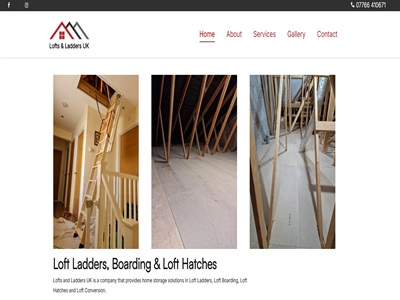 07766 410671
Lofts & Ladders UK
Home About Services Gallery Contact
Loft Ladders, Boarding & Loft Hatches
Lofts and Ladders UK is a company that provides home storage solutions in Loft Ladders, Loft Boarding, Loft
Hatches and Loft Conversion.